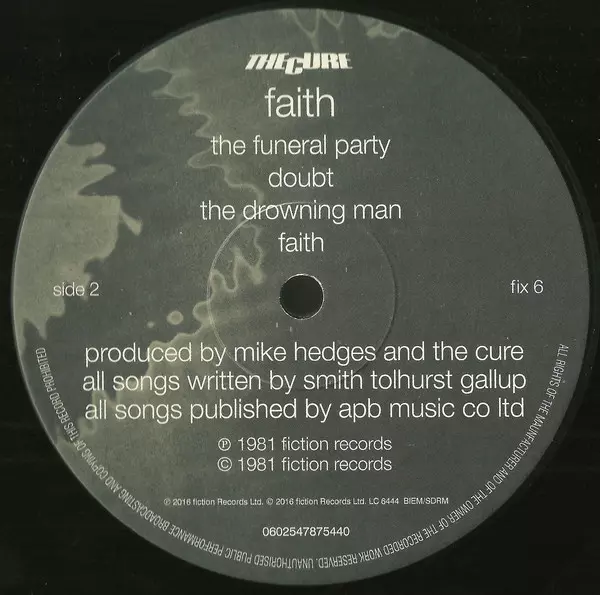 THE CURE
faith
the funeral party
doubt
the drowning man
faith
side 2
fix 6
produced by mike hedges and the cure
all songs written by smith tolhurst gallup
all songs published by apb music co ltd
℗ 1981 fiction records
© 1981 fiction records
℗ 2016 fiction Records Ltd. © 2016 fiction Records Ltd. LC 6444 BIEM/SDRM
0602547875440
ALL RIGHTS OF THE MAUNFACTURER AND OF THE OWNER OF THE RECORDED WORK RESERVED. UNAUTHORISED PUBLIC PERFORMANCE BROADCASTING AND COPYING OF THIS RECORD PROHIBITED